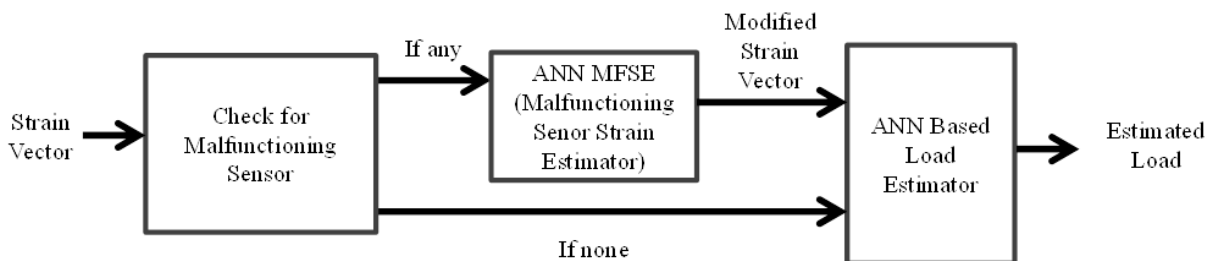 Strain
Vector
Check for
Malfunctioning
Sensor
If any
ANN MFSE
(Malfunctioning
Senor Strain
Estimator)
Modified
Strain
Vector
If none
ANN Based
Load
Estimator
Estimated
Load